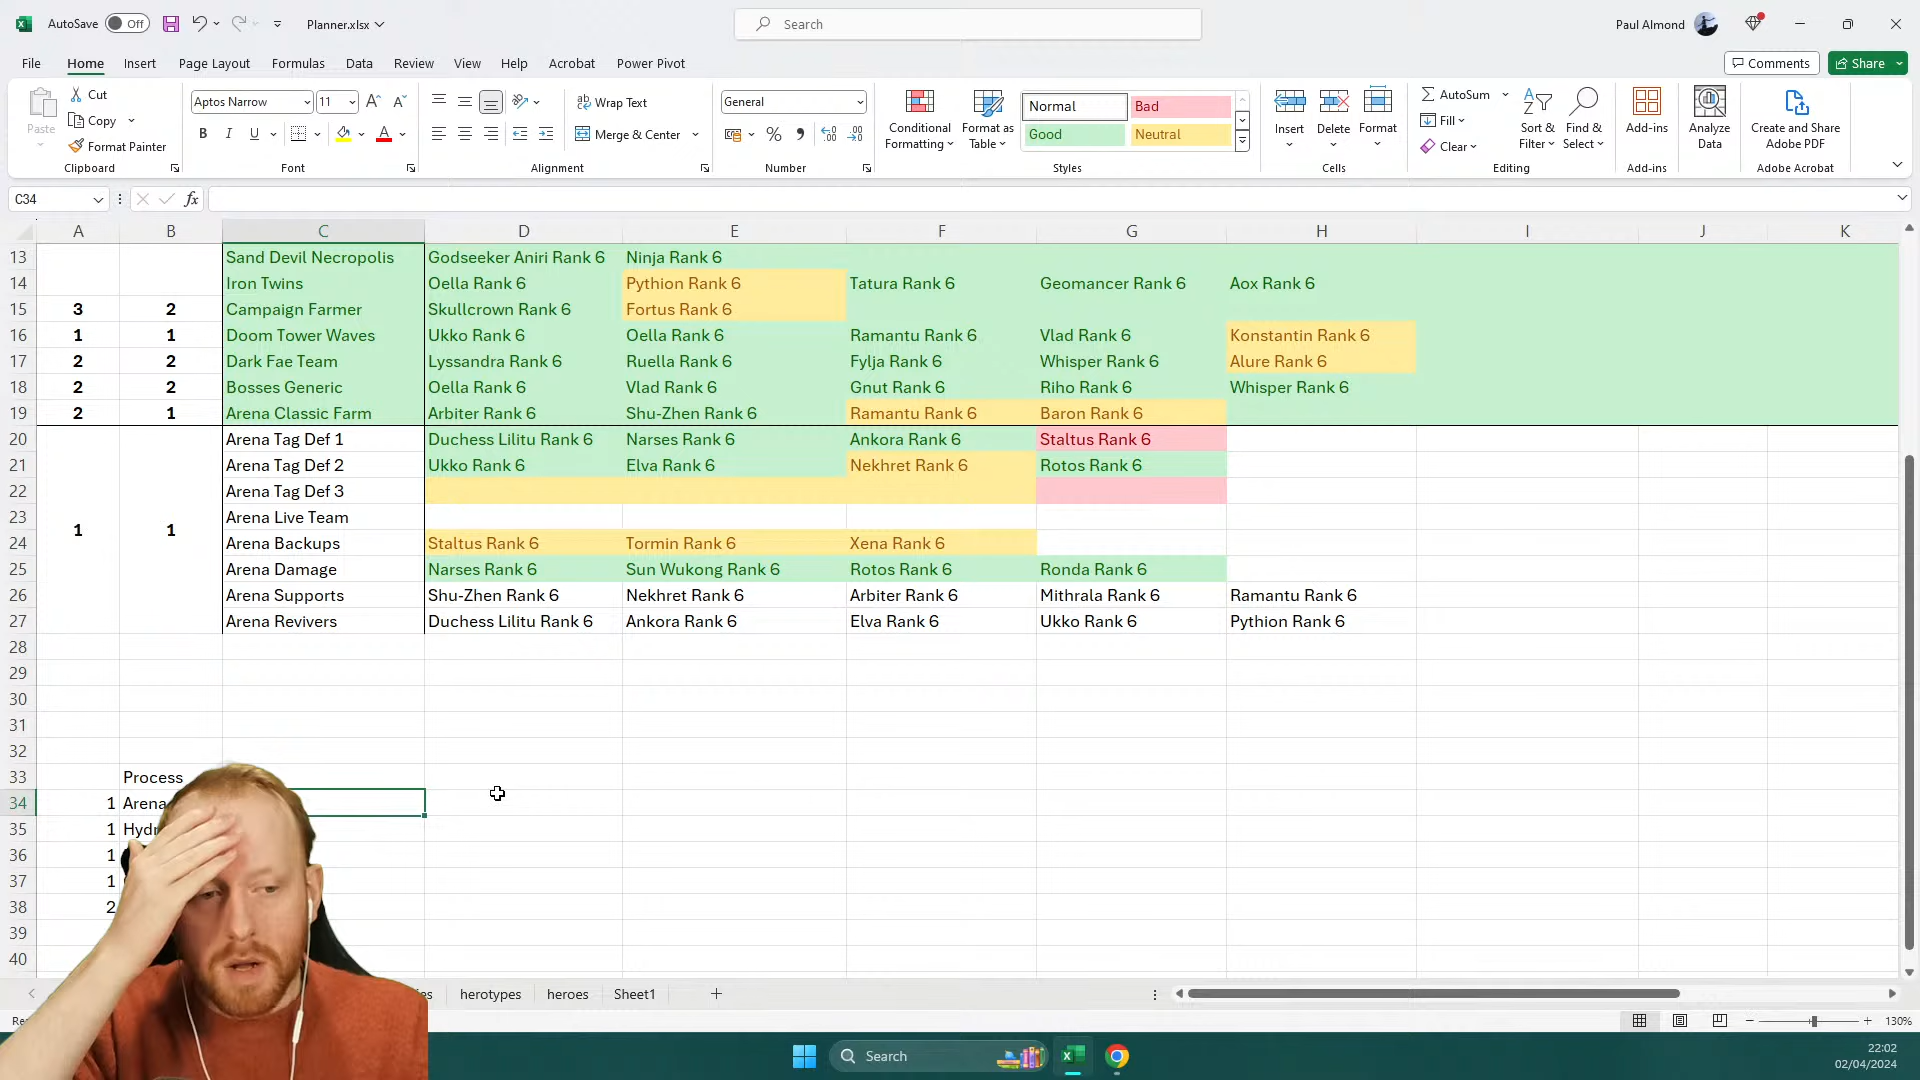 AutoSave Off Planner.xlsx Search Paul Almond
File Home Insert Page Layout Formulas Data Review View Help Acrobat Power Pivot Comments Share
Paste Cut Copy Format Painter Clipboard
Aptos Narrow 11 B I U A Font
Wrap Text Merge & Center Alignment
General % Number
Conditional Formatting Format as Table Normal Bad Good Neutral Styles
Insert Delete Format Cells
AutoSum Fill Clear Sort & Filter Find & Select Editing
Add-ins Add-ins Analyze Data Create and Share Adobe PDF Adobe Acrobat
C34 fx
A B C D E F G H I J K
13 Sand Devil Necropolis Godseeker Aniri Rank 6 Ninja Rank 6
14 Iron Twins Oella Rank 6 Pythion Rank 6 Tatura Rank 6 Geomancer Rank 6 Aox Rank 6
15 3 2 Campaign Farmer Skullcrown Rank 6 Fortus Rank 6
16 1 1 Doom Tower Waves Ukko Rank 6 Oella Rank 6 Ramantu Rank 6 Vlad Rank 6 Konstantin Rank 6
17 2 2 Dark Fae Team Lyssandra Rank 6 Ruella Rank 6 Fylja Rank 6 Whisper Rank 6 Alure Rank 6
18 2 2 Bosses Generic Oella Rank 6 Vlad Rank 6 Gnut Rank 6 Riho Rank 6 Whisper Rank 6
19 2 1 Arena Classic Farm Arbiter Rank 6 Shu-Zhen Rank 6 Ramantu Rank 6 Baron Rank 6
20 Arena Tag Def 1 Duchess Lilitu Rank 6 Narses Rank 6 Ankora Rank 6 Staltus Rank 6
21 Arena Tag Def 2 Ukko Rank 6 Elva Rank 6 Nekhret Rank 6 Rotos Rank 6
22 Arena Tag Def 3
23 1 1 Arena Live Team
24 Arena Backups Staltus Rank 6 Tormin Rank 6 Xena Rank 6
25 Arena Damage Narses Rank 6 Sun Wukong Rank 6 Rotos Rank 6 Ronda Rank 6
26 Arena Supports Shu-Zhen Rank 6 Nekhret Rank 6 Arbiter Rank 6 Mithrala Rank 6 Ramantu Rank 6
27 Arena Revivers Duchess Lilitu Rank 6 Ankora Rank 6 Elva Rank 6 Ukko Rank 6 Pythion Rank 6
28
29
30
31
32
33 Process
34 1 Arena
35 1
36 1
37 1
38 2
39
40
herotypes heroes Sheet1
130%
Search 22:02
02/04/2024